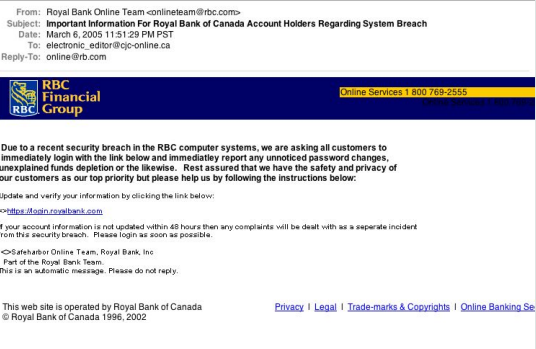 From: Royal Bank Online Team <onlineteam@rbc.com>
Subject: Important Information For Royal Bank of Canada Account Holders Regarding System Breach
Date: March 6, 2005 11:51:29 PM PST
To: electronic_editor@cjc-online.ca
Reply-To: online@rb.com
RBC
Financial
Group
RBC
Online Services 1 800 769-2555
Due to a recent security breach in the RBC computer systems, we are asking all customers to
immediately login with the link below and immediatley report any unnoticed password changes,
unexplained funds depletion or the likewise. Rest assured that we have the safety and privacy of
our customers as our top priority but please help us by following the instructions below:
Update and verify your information by clicking the link below:
<>https://login.royalbank.com
If your account information is not updated within 48 hours then any complaints will be dealt with as a seperate incident
from this security breach. Please login as soon as possible.
<>Safeharbor Online Team, Royal Bank, Inc
Part of the Royal Bank Team.
This is an automatic message. Please do not reply.
This web site is operated by Royal Bank of Canada
© Royal Bank of Canada 1996, 2002
Privacy | Legal | Trade-marks & Copyrights | Online Banking Se